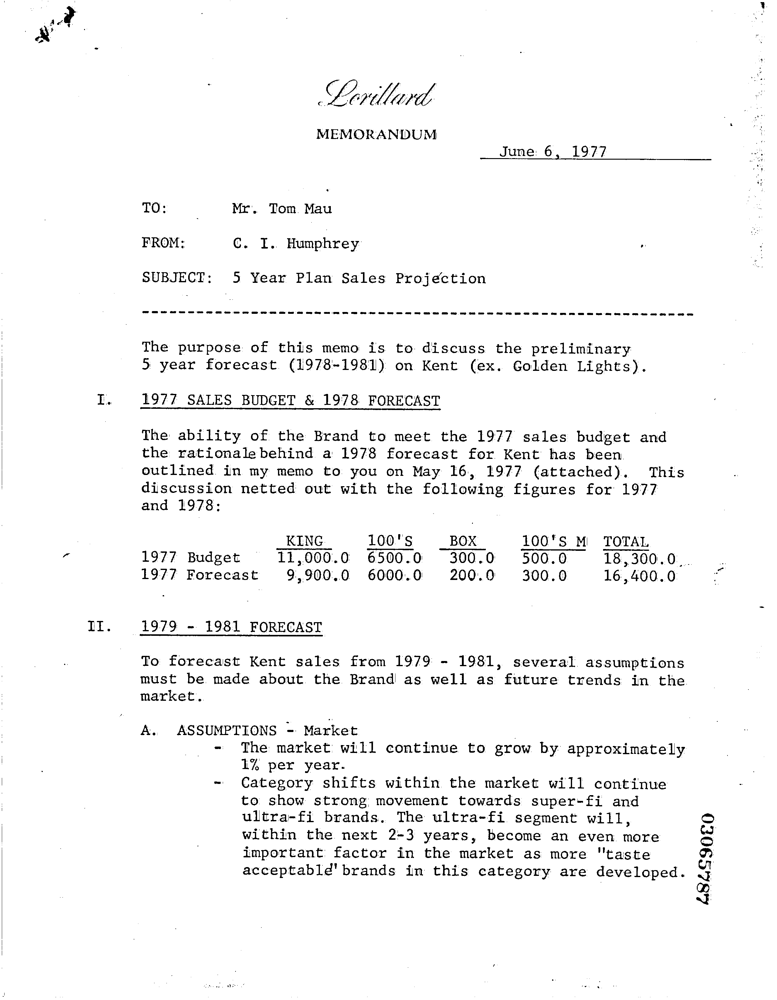 Lorillard
MEMORANDUM
June 6, 1977
TO: Mr. Tom Mau
FROM: C. I. Humphrey
SUBJECT: 5 Year Plan Sales Projection
The purpose of this memo is to discuss the preliminary
5 year forecast (1978-1981) on Kent (ex. Golden Lights).
I. 1977 SALES BUDGET & 1978 FORECAST
The ability of the Brand to meet the 1977 sales budget and
the rationale behind a 1978 forecast for Kent has been
outlined in my memo to you on May 16, 1977 (attached). This
discussion netted out with the following figures for 1977
and 1978:
KING 100'S BOX 100'S M TOTAL
1977 Budget 11,000.0 6500.0 300.0 500.0 18,300.0
1977 Forecast 9,900.0 6000.0 200.0 300.0 16,400.0
II. 1979 - 1981 FORECAST
To forecast Kent sales from 1979 - 1981, several assumptions
must be made about the Brand as well as future trends in the
market.
A. ASSUMPTIONS - Market
- The market will continue to grow by approximately
1% per year.
- Category shifts within the market will continue
to show strong movement towards super-fi and
ultra-fi brands. The ultra-fi segment will,
within the next 2-3 years, become an even more
important factor in the market as more "taste
acceptable" brands in this category are developed.
03065787